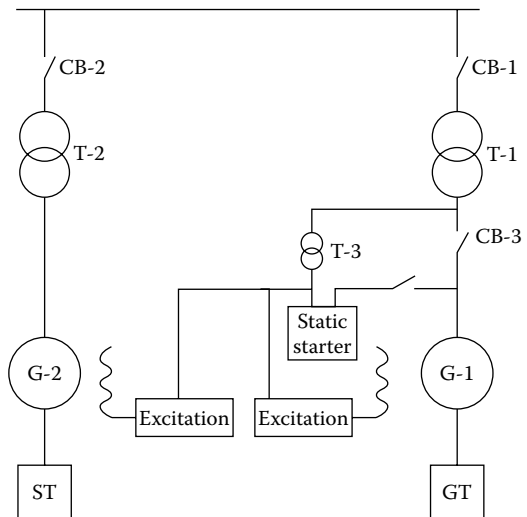 CB-2
CB-1
T-2
T-1
CB-3
T-3
Static
starter
G-2
G-1
Excitation
Excitation
ST
GT